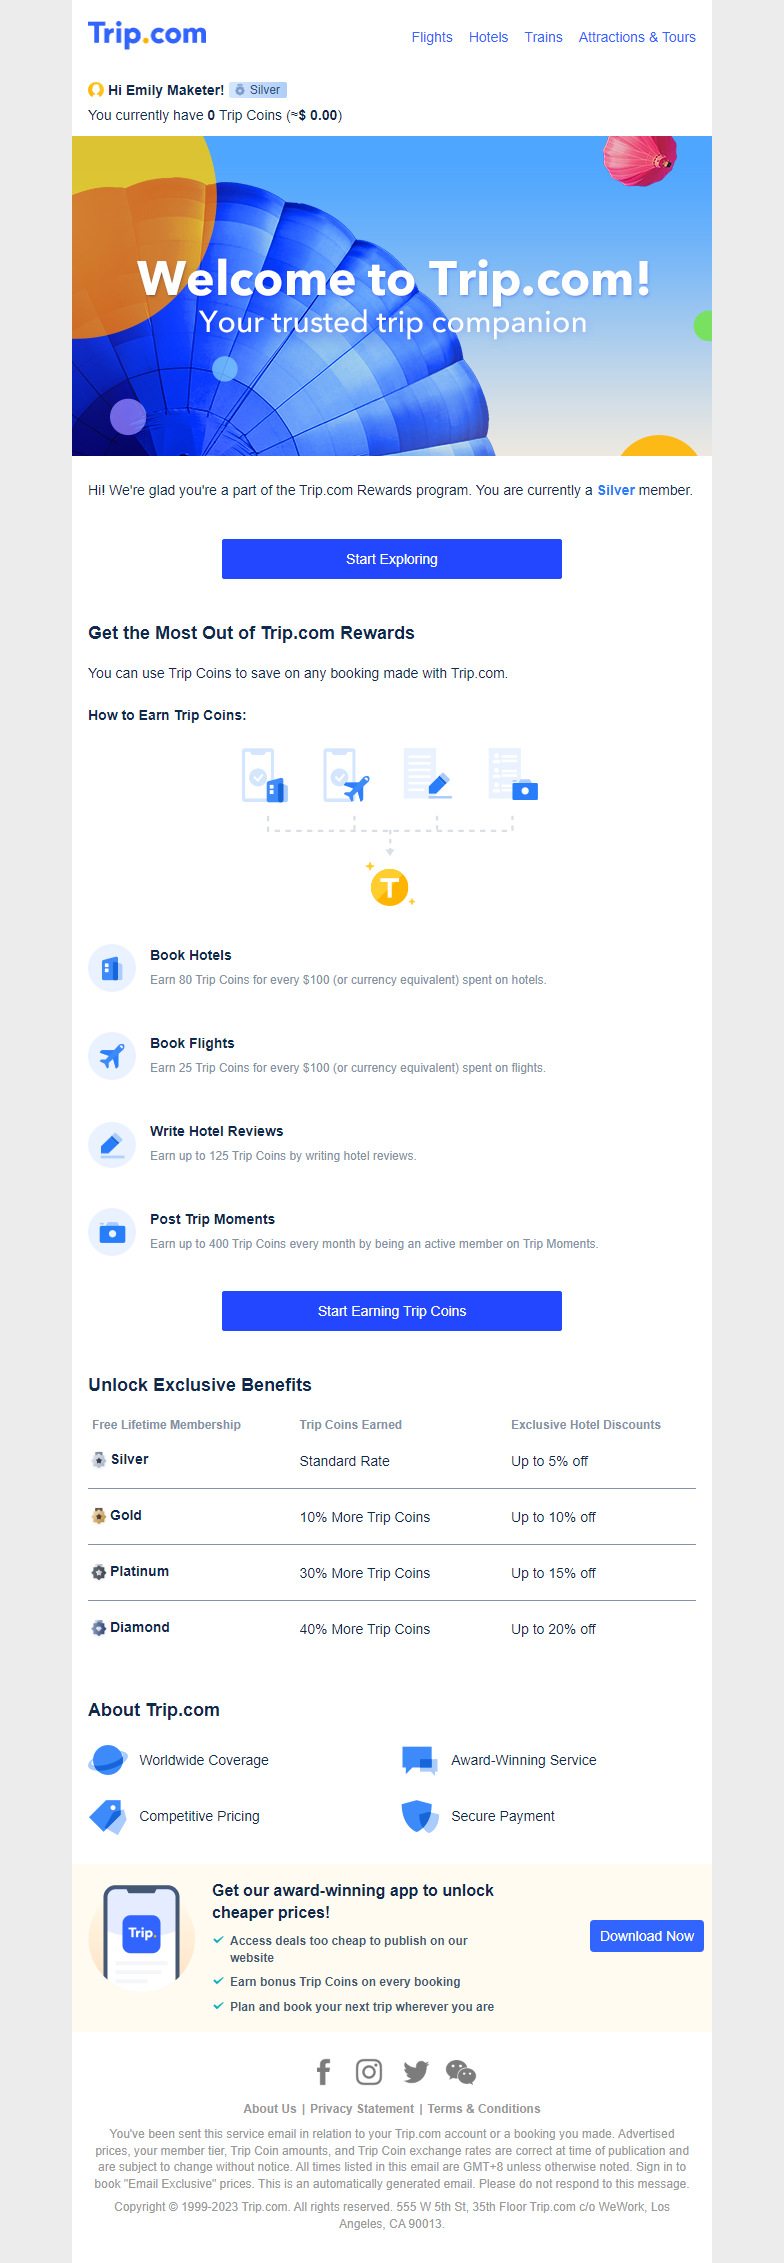 Trip.com
Flights Hotels Trains Attractions & Tours
Hi Emily Maketer! Silver
You currently have 0 Trip Coins (≈$ 0.00)
Welcome to Trip.com!
Your trusted trip companion
Hi! We're glad you're a part of the Trip.com Rewards program. You are currently a Silver member.
Start Exploring
Get the Most Out of Trip.com Rewards
You can use Trip Coins to save on any booking made with Trip.com.
How to Earn Trip Coins:
T
Book Hotels
Earn 80 Trip Coins for every $100 (or currency equivalent) spent on hotels.
Book Flights
Earn 25 Trip Coins for every $100 (or currency equivalent) spent on flights.
Write Hotel Reviews
Earn up to 125 Trip Coins by writing hotel reviews.
Post Trip Moments
Earn up to 400 Trip Coins every month by being an active member on Trip Moments.
Start Earning Trip Coins
Unlock Exclusive Benefits
Free Lifetime Membership Trip Coins Earned Exclusive Hotel Discounts
Silver Standard Rate Up to 5% off
Gold 10% More Trip Coins Up to 10% off
Platinum 30% More Trip Coins Up to 15% off
Diamond 40% More Trip Coins Up to 20% off
About Trip.com
Worldwide Coverage Award-Winning Service
Competitive Pricing Secure Payment
Trip.
Get our award-winning app to unlock
cheaper prices!
Access deals too cheap to publish on our
website
Earn bonus Trip Coins on every booking
Plan and book your next trip wherever you are
Download Now
About Us | Privacy Statement | Terms & Conditions
You've been sent this service email in relation to your Trip.com account or a booking you made. Advertised
prices, your member tier, Trip Coin amounts, and Trip Coin exchange rates are correct at time of publication and
are subject to change without notice. All times listed in this email are GMT+8 unless otherwise noted. Sign in to
book "Email Exclusive" prices. This is an automatically generated email. Please do not respond to this message.
Copyright © 1999-2023 Trip.com. All rights reserved. 555 W 5th St, 35th Floor Trip.com c/o WeWork, Los
Angeles, CA 90013.